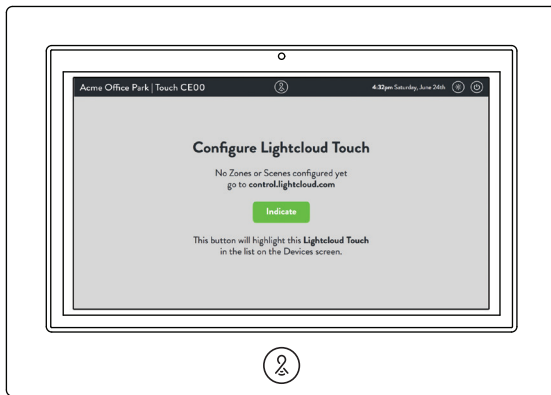 Acme Office Park | Touch CE00
4:32pm Saturday, June 24th
Configure Lightcloud Touch
No Zones or Scenes configured yet
go to control.lightcloud.com
Indicate
This button will highlight this Lightcloud Touch
in the list on the Devices screen.